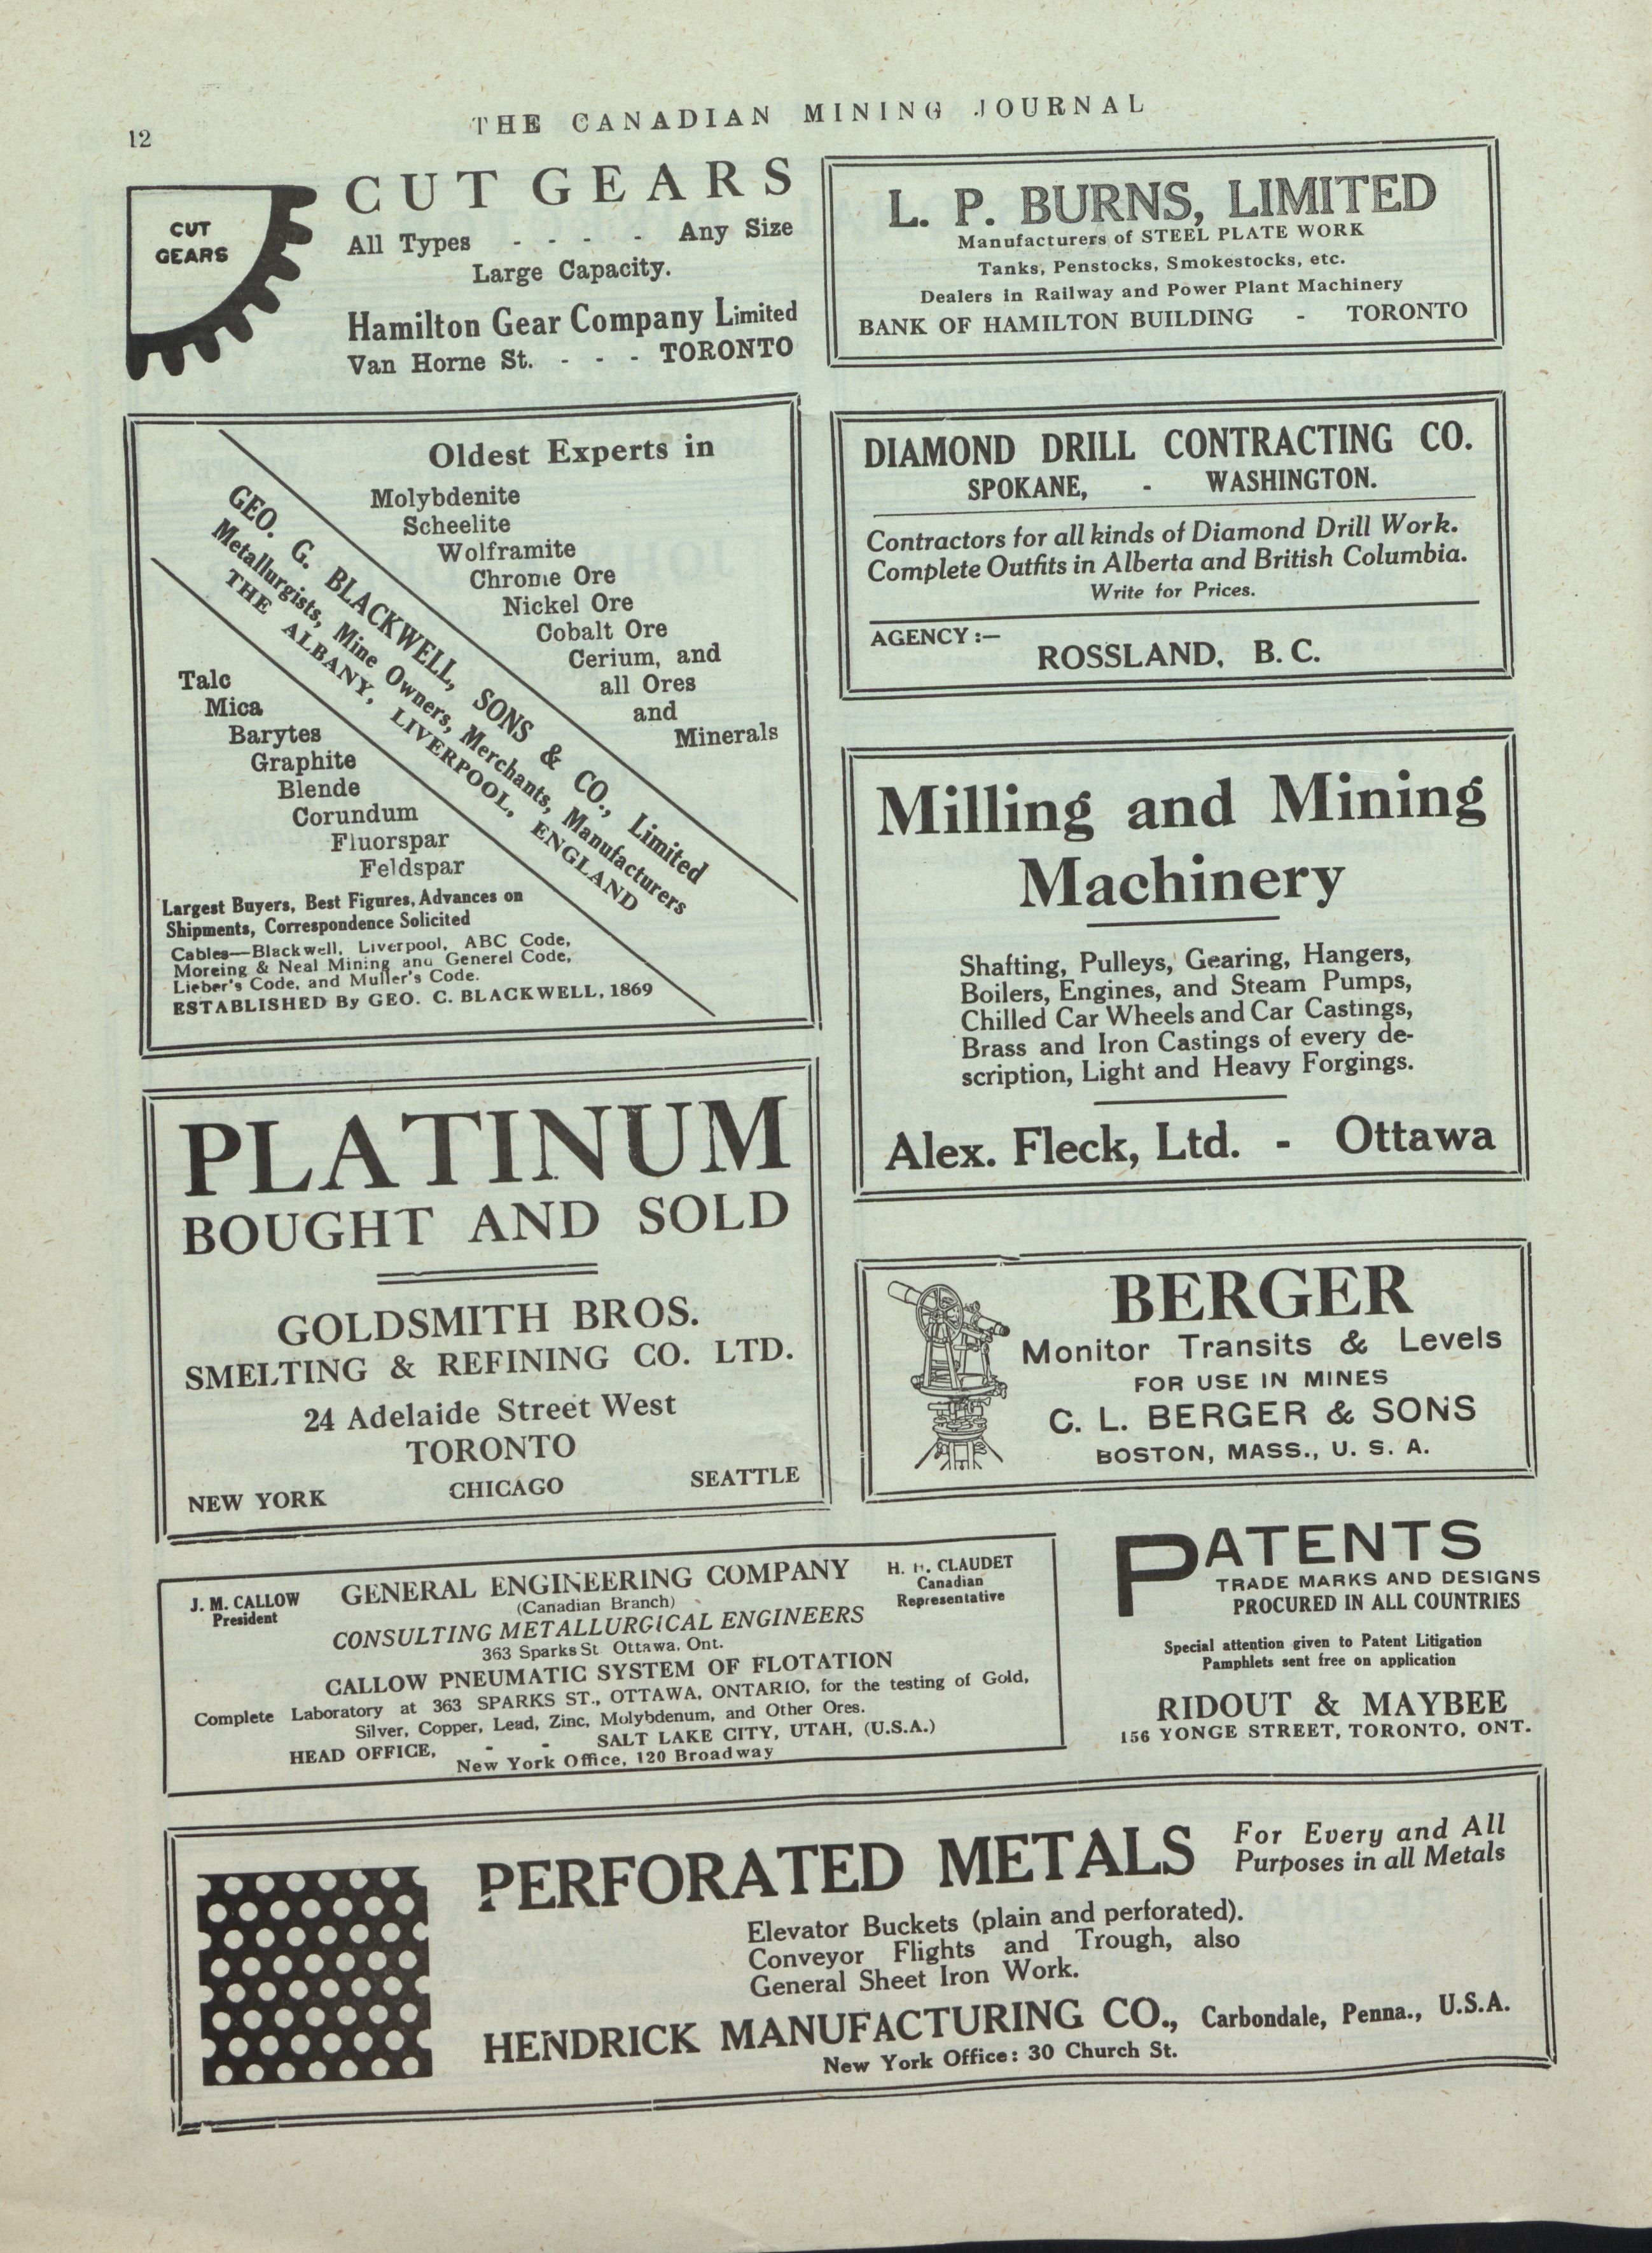 12
THE CANADIAN MINING JOURNAL
CUT
GEARS
CUT GEARS
All Types - - - - Any Size
Large Capacity.
Hamilton Gear Company Limited
Van Horne St. - - - TORONTO
L. P. BURNS, LIMITED
Manufacturers of STEEL PLATE WORK
Tanks, Penstocks, Smokestocks, etc.
Dealers in Railway and Power Plant Machinery
BANK OF HAMILTON BUILDING - TORONTO
Oldest Experts in
Molybdenite
Scheelite
Wolframite
Chrome Ore
Nickel Ore
Cobalt Ore
Cerium, and
all Ores
and
Minerals
GEO. G. BLACKWELL, SONS & CO., Limited
Metallurgists, Mine Owners, Merchants, Manufacturers
THE ALBANY, LIVERPOOL, ENGLAND
Talc
Mica
Barytes
Graphite
Blende
Corundum
Fluorspar
Feldspar
Largest Buyers, Best Figures, Advances on
Shipments, Correspondence Solicited
Cables—Blackwell, Liverpool, ABC Code,
Moreing & Neal Mining and Generel Code,
Lieber's Code, and Muller's Code.
ESTABLISHED By GEO. C. BLACKWELL, 1869
DIAMOND DRILL CONTRACTING CO.
SPOKANE, - WASHINGTON.
Contractors for all kinds of Diamond Drill Work.
Complete Outfits in Alberta and British Columbia.
Write for Prices.
AGENCY :—
ROSSLAND, B. C.
Milling and Mining
Machinery
Shafting, Pulleys, Gearing, Hangers,
Boilers, Engines, and Steam Pumps,
Chilled Car Wheels and Car Castings,
Brass and Iron Castings of every de-
scription, Light and Heavy Forgings.
Alex. Fleck, Ltd. - Ottawa
PLATINUM
BOUGHT AND SOLD
GOLDSMITH BROS.
SMELTING & REFINING CO. LTD.
24 Adelaide Street West
TORONTO
NEW YORK CHICAGO SEATTLE
BERGER
Monitor Transits & Levels
FOR USE IN MINES
C. L. BERGER & SONS
BOSTON, MASS., U. S. A.
J. M. CALLOW
President
GENERAL ENGINEERING COMPANY
(Canadian Branch)
H. H. CLAUDET
Canadian
Representative
CONSULTING METALLURGICAL ENGINEERS
363 Sparks St Ottawa, Ont.
CALLOW PNEUMATIC SYSTEM OF FLOTATION
Complete Laboratory at 363 SPARKS ST., OTTAWA, ONTARIO, for the testing of Gold,
Silver, Copper, Lead, Zinc, Molybdenum, and Other Ores.
HEAD OFFICE, - - SALT LAKE CITY, UTAH, (U.S.A.)
New York Office, 120 Broadway
PATENTS
TRADE MARKS AND DESIGNS
PROCURED IN ALL COUNTRIES
Special attention given to Patent Litigation
Pamphlets sent free on application
RIDOUT & MAYBEE
156 YONGE STREET, TORONTO, ONT.
PERFORATED METALS
For Every and All
Purposes in all Metals
Elevator Buckets (plain and perforated).
Conveyor Flights and Trough, also
General Sheet Iron Work.
HENDRICK MANUFACTURING CO., Carbondale, Penna., U.S.A.
New York Office: 30 Church St.